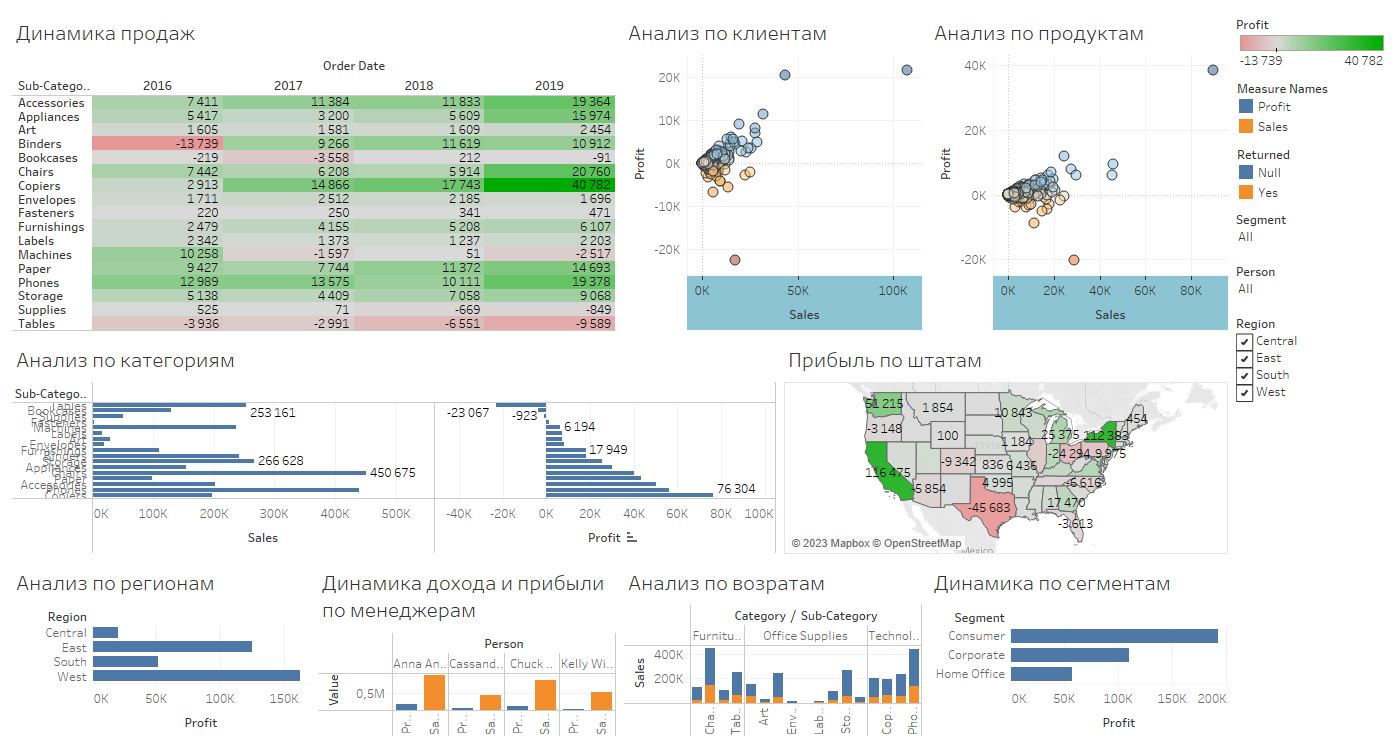 Динамика продаж
Order Date
Sub-Catego.. 2016 2017 2018 2019
Accessories 7 411 11 384 11 833 19 364
Appliances 5 417 3 200 5 609 15 974
Art 1 605 1 581 1 609 2 454
Binders -13 739 9 266 11 619 10 912
Bookcases -219 -3 558 212 -91
Chairs 7 442 6 208 5 914 20 760
Copiers 2 913 14 866 17 743 40 782
Envelopes 1 711 2 512 2 185 1 696
Fasteners 220 250 341 471
Furnishings 2 479 4 155 5 208 6 107
Labels 2 342 1 373 1 237 2 203
Machines 10 258 -1 597 51 -2 517
Paper 9 427 7 744 11 372 14 693
Phones 12 989 13 575 10 111 19 378
Storage 5 138 4 409 7 058 9 068
Supplies 525 71 -669 -849
Tables -3 936 -2 991 -6 551 -9 589
Анализ по клиентам
Profit
20K
10K
0K
-10K
-20K
0K 50K 100K
Sales
Анализ по продуктам
Profit
40K
20K
0K
-20K
0K 20K 40K 60K 80K
Sales
Profit
-13 739 40 782
Measure Names
Profit
Sales
Returned
Null
Yes
Segment
All
Person
All
Region
Central
East
South
West
Анализ по категориям
Sub-Catego..
Tables
Bookcases
Supplies
Fasteners
Machines
Labels
Art
Envelopes
Furnishings
Binders
Storage
Appliances
Chairs
Paper
Accessories
Phones
Copiers
253 161
266 628
450 675
-23 067
-923
6 194
17 949
76 304
0K 100K 200K 300K 400K 500K
Sales
-40K -20K 0K 20K 40K 60K 80K 100K
Profit
Прибыль по штатам
51 215
1 854
10 843
-454
-3 148
100
1 184
25 375
112 383
-9 342
836
6 436
-24 294
-9 975
116 475
-5 854
4 995
-6 616
-45 683
17 470
-3 613
Mexico
© 2023 Mapbox © OpenStreetMap
Анализ по регионам
Region
Central
East
South
West
0K 50K 100K 150K
Profit
Динамика дохода и прибыли
по менеджерам
Person
Anna An.. Cassand.. Chuck .. Kelly Wi..
Value
0,5M
Pr.. Sa.. Pr.. Sa.. Pr.. Sa.. Pr.. Sa..
Анализ по возратам
Category / Sub-Category
Furnitu.. Office Supplies Technol..
Sales
400K
200K
Cha.. Tab.. Art Env.. Lab.. Sto.. Cop.. Pho..
Динамика по сегментам
Segment
Consumer
Corporate
Home Office
0K 50K 100K 150K 200K
Profit